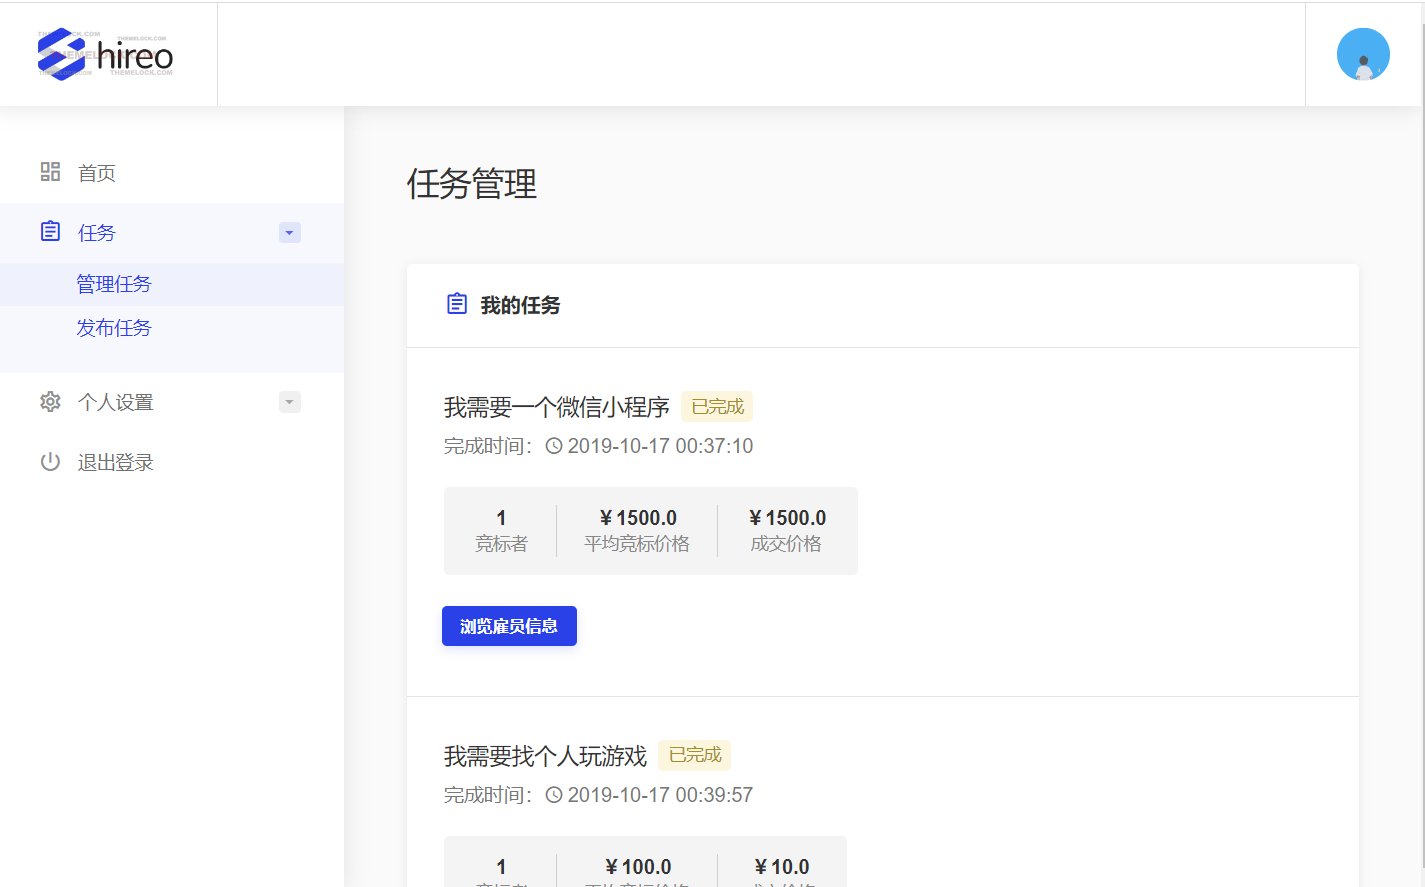 hireo
THEMELOCK.COM
THEMELOCK.COM
首页
任务
管理任务
发布任务
个人设置
退出登录
任务管理
我的任务
我需要一个微信小程序 已完成
完成时间： 2019-10-17 00:37:10
1 ¥ 1500.0 ¥ 1500.0
竞标者 平均竞标价格 成交价格
浏览雇员信息
我需要找个人玩游戏 已完成
完成时间： 2019-10-17 00:39:57
1 ¥ 100.0 ¥ 10.0